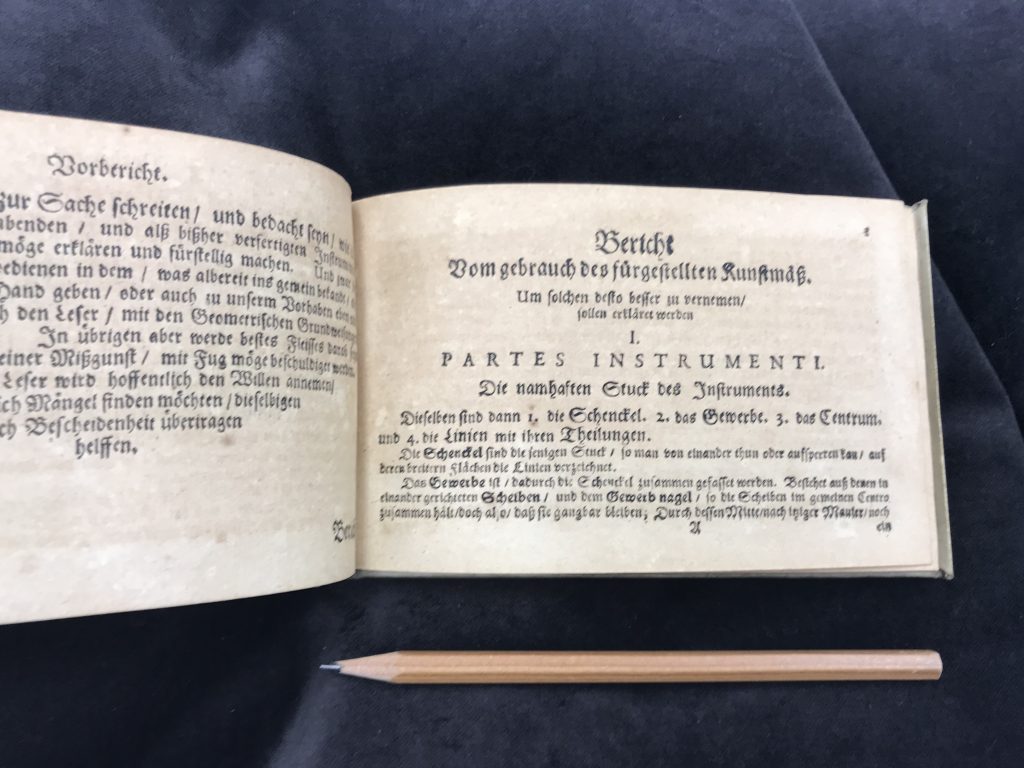 Vorbericht.
zur Sache schreiten / und bedacht seyn /
abenden / und alß bißher verfertigten
möge erklären und fürstellig machen. Und
bedienen in dem / was albereit ins gemein bekandt /
Hand geben / oder auch zu unserm Vorhaben eben
h den Leser / mit den Geometrischen
In übrigen aber werde bestes Fleisses
einer Mißgunst / mit Fug möge beschuldiget werden.
Leser wird hoffentlich den Willen annemen /
ich Mängel finden möchten / dieselbigen
ch Bescheidenheit übertragen
helffen.
Bericht
Vom gebrauch des fürgestellten Kunstmäß.
Um solchen desto besser zu vernemen /
sollen erkläret werden
I.
PARTES INSTRUMENTI.
Die namhaften Stuck des Instruments.
Dieselben sind dann 1. die Schenckel. 2. das Gewerbe. 3. das Centrum.
und 4. die Linien mit ihren Theilungen.
Die Schenckel sind die jenigen Stuck / so man von einander thun oder aufsperren kan / auf
deren breitern Flächen die Linien verzeichnet.
Das Gewerbe ist / dadurch die Schenckel zusammen gefasset werden. Bestehet auß denen in
einander gerichteten Scheiben / und dem Gewerb nagel / so die Scheiben im gemeinen Centro
zusammen hält / doch also / daß sie gangbar bleiben; Durch dessen Mitte / nach itziger Manier / noch
A
ein